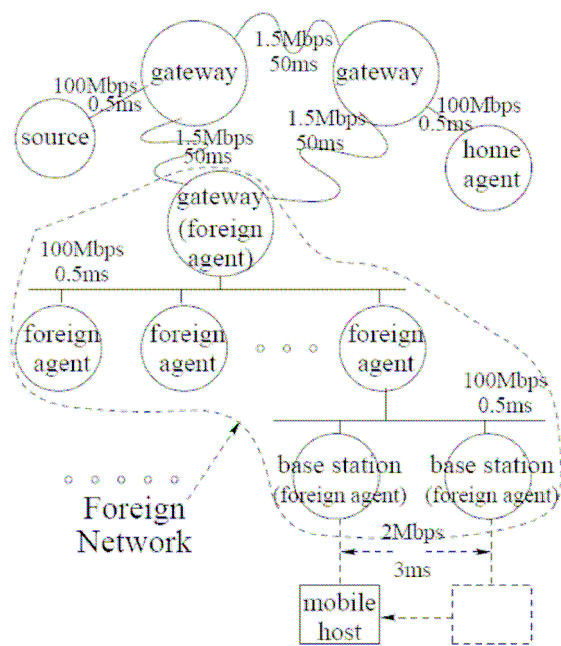 1.5Mbps
50ms
gateway
gateway
100Mbps
0.5ms
source
100Mbps
0.5ms
home
agent
1.5Mbps
50ms
1.5Mbps
50ms
gateway
(foreign
agent)
100Mbps
0.5ms
foreign
agent
foreign
agent
foreign
agent
100Mbps
0.5ms
base station
(foreign agent)
base station
(foreign agent)
Foreign
Network
2Mbps
3ms
mobile
host